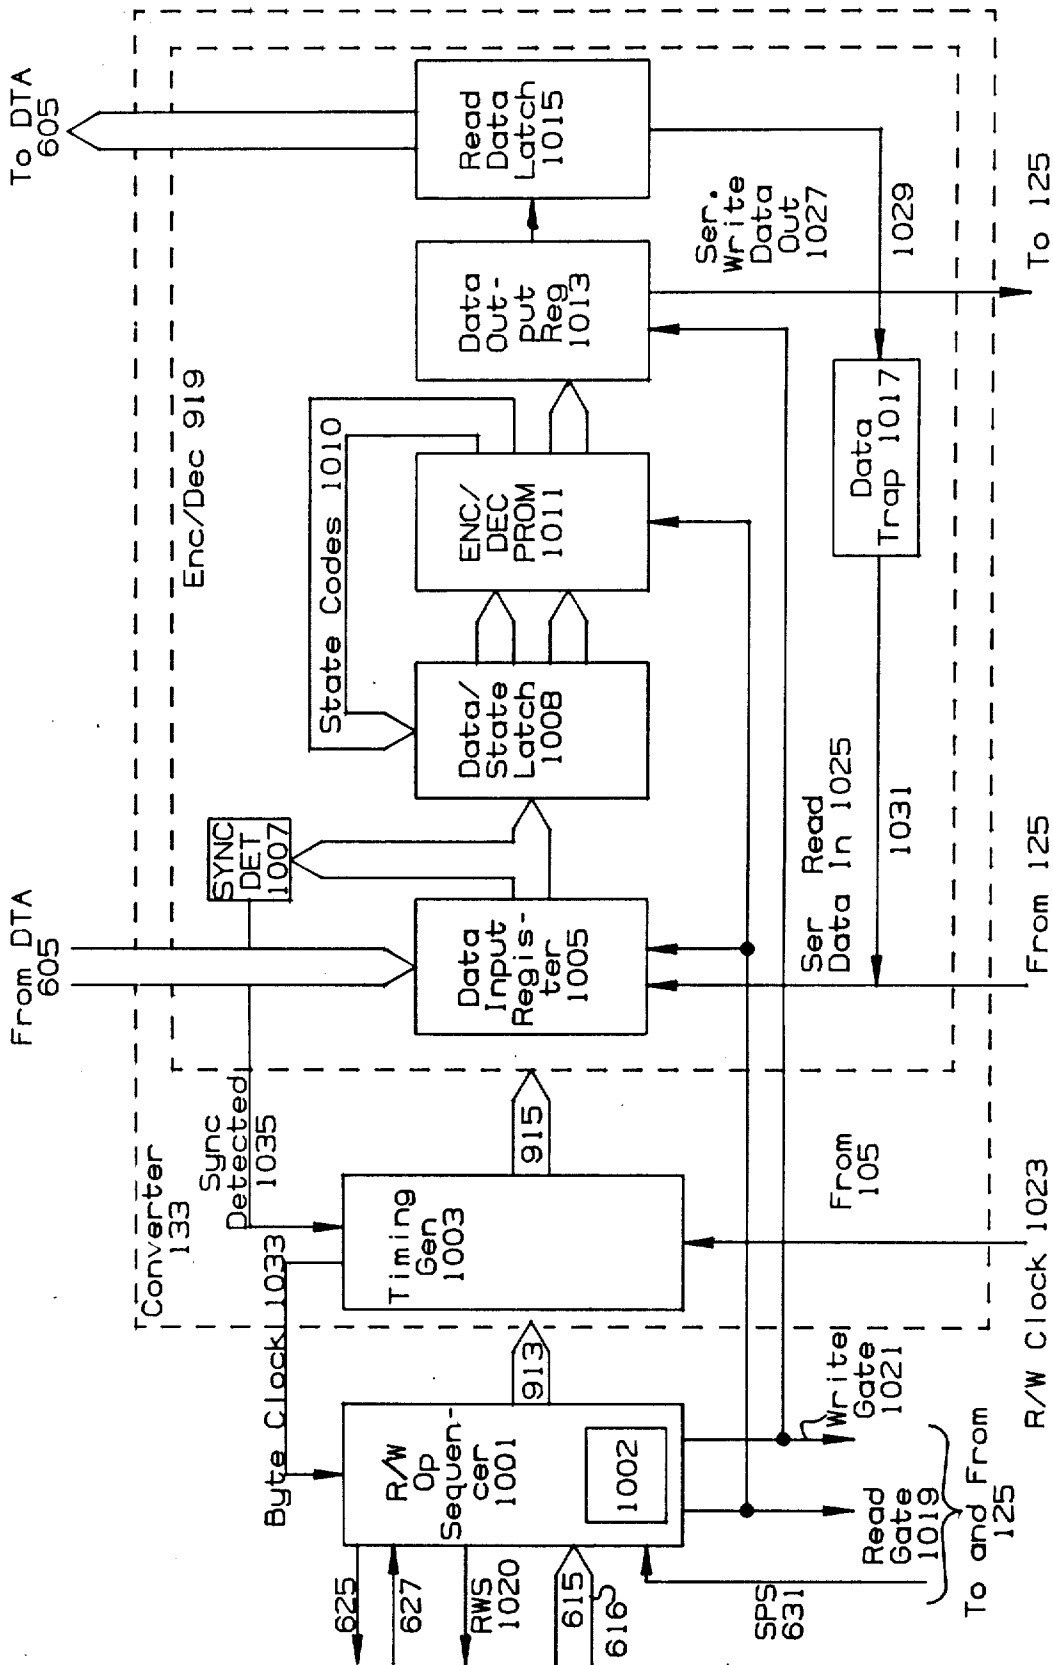 To DTA
605
From DTA
605
Converter
133
Enc/Dec 919
Sync
Detected
1035
Byte Clock 1033
SYNC
DET
1007
State Codes 1010
625
627
RWS
1020
615
616
R/W
Op
Sequen-
cer
1001
1002
913
Timing
Gen
1003
915
Data
Input
Regis-
ter
1005
Data/
State
Latch
1008
ENC/
DEC
PROM
1011
Data
Out-
put
Reg
1013
Read
Data
Latch
1015
Ser.
Write
Data
Out
1027
1029
Data
Trap 1017
1031
Ser Read
Data In 1025
From
105
Write
Gate
1021
Read
Gate
1019
SPS
631
To and From
125
R/W Clock 1023
From 125
To 125